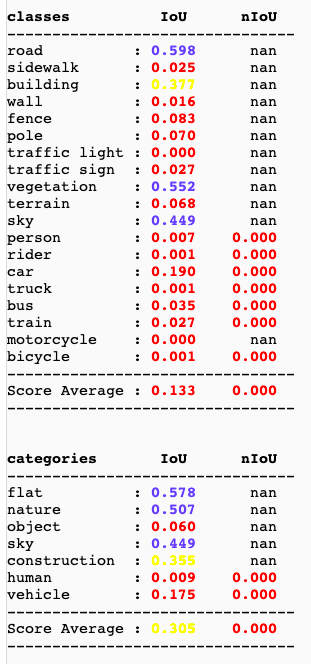 classes IoU nIoU
--------------------------------
road : 0.598 nan
sidewalk : 0.025 nan
building : 0.377 nan
wall : 0.016 nan
fence : 0.083 nan
pole : 0.070 nan
traffic light : 0.000 nan
traffic sign : 0.027 nan
vegetation : 0.552 nan
terrain : 0.068 nan
sky : 0.449 nan
person : 0.007 0.000
rider : 0.001 0.000
car : 0.190 0.000
truck : 0.001 0.000
bus : 0.035 0.000
train : 0.027 0.000
motorcycle : 0.000 nan
bicycle : 0.001 0.000
--------------------------------
Score Average : 0.133 0.000
--------------------------------
categories IoU nIoU
--------------------------------
flat : 0.578 nan
nature : 0.507 nan
object : 0.060 nan
sky : 0.449 nan
construction : 0.355 nan
human : 0.009 0.000
vehicle : 0.175 0.000
--------------------------------
Score Average : 0.305 0.000
--------------------------------